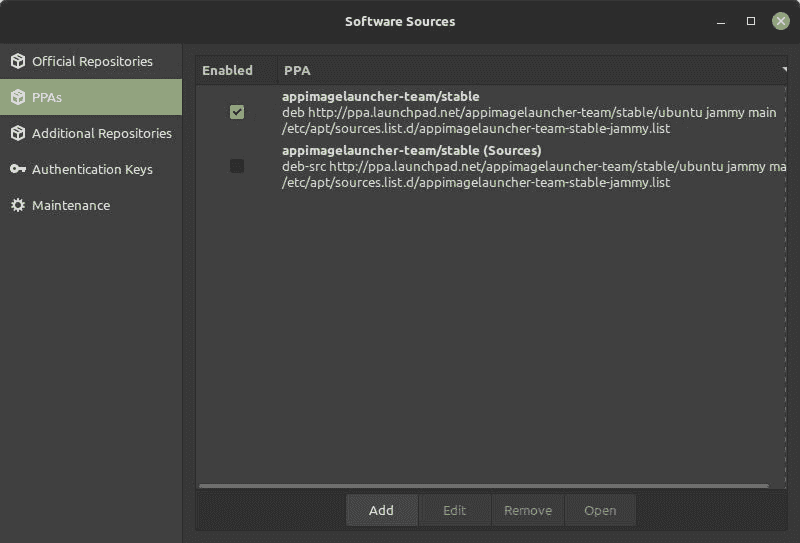 Software Sources
Official Repositories
PPAs
Additional Repositories
Authentication Keys
Maintenance
Enabled PPA
appimagelauncher-team/stable
deb http://ppa.launchpad.net/appimagelauncher-team/stable/ubuntu jammy main
/etc/apt/sources.list.d/appimagelauncher-team-stable-jammy.list
appimagelauncher-team/stable (Sources)
deb-src http://ppa.launchpad.net/appimagelauncher-team/stable/ubuntu jammy ma
/etc/apt/sources.list.d/appimagelauncher-team-stable-jammy.list
Add Edit Remove Open